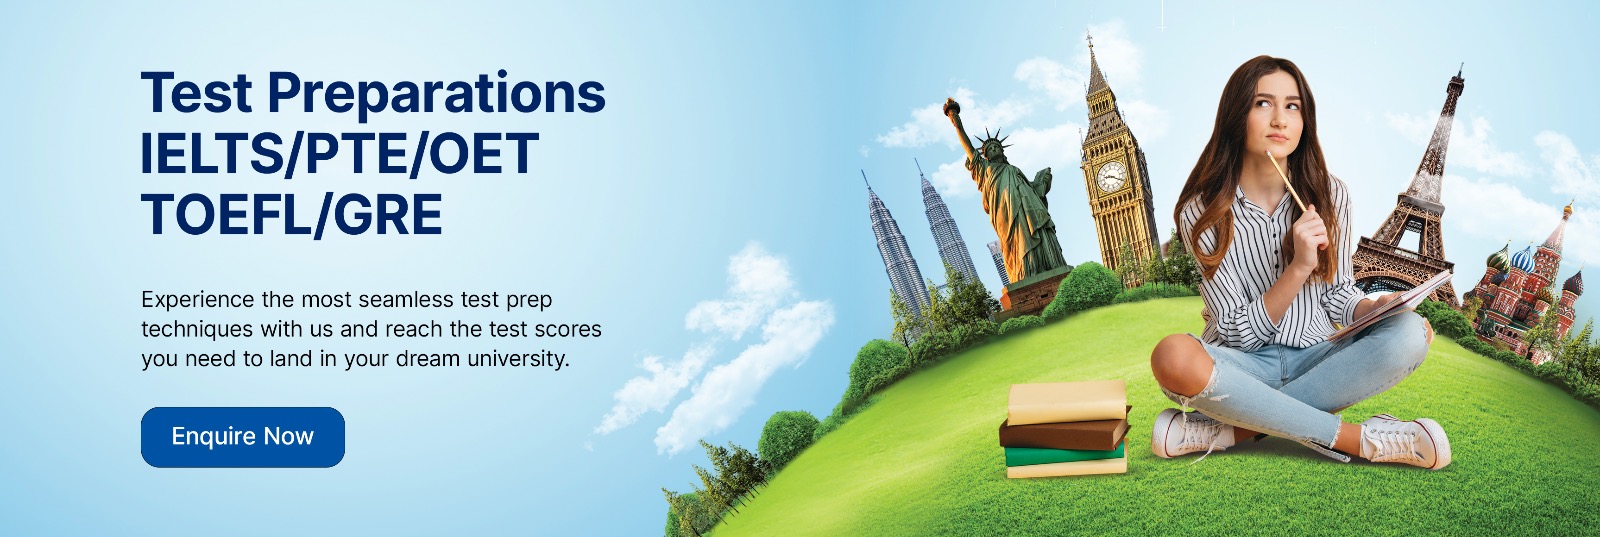 Test Preparations
IELTS/PTE/OET
TOEFL/GRE
Experience the most seamless test prep
techniques with us and reach the test scores
you need to land in your dream university.
Enquire Now